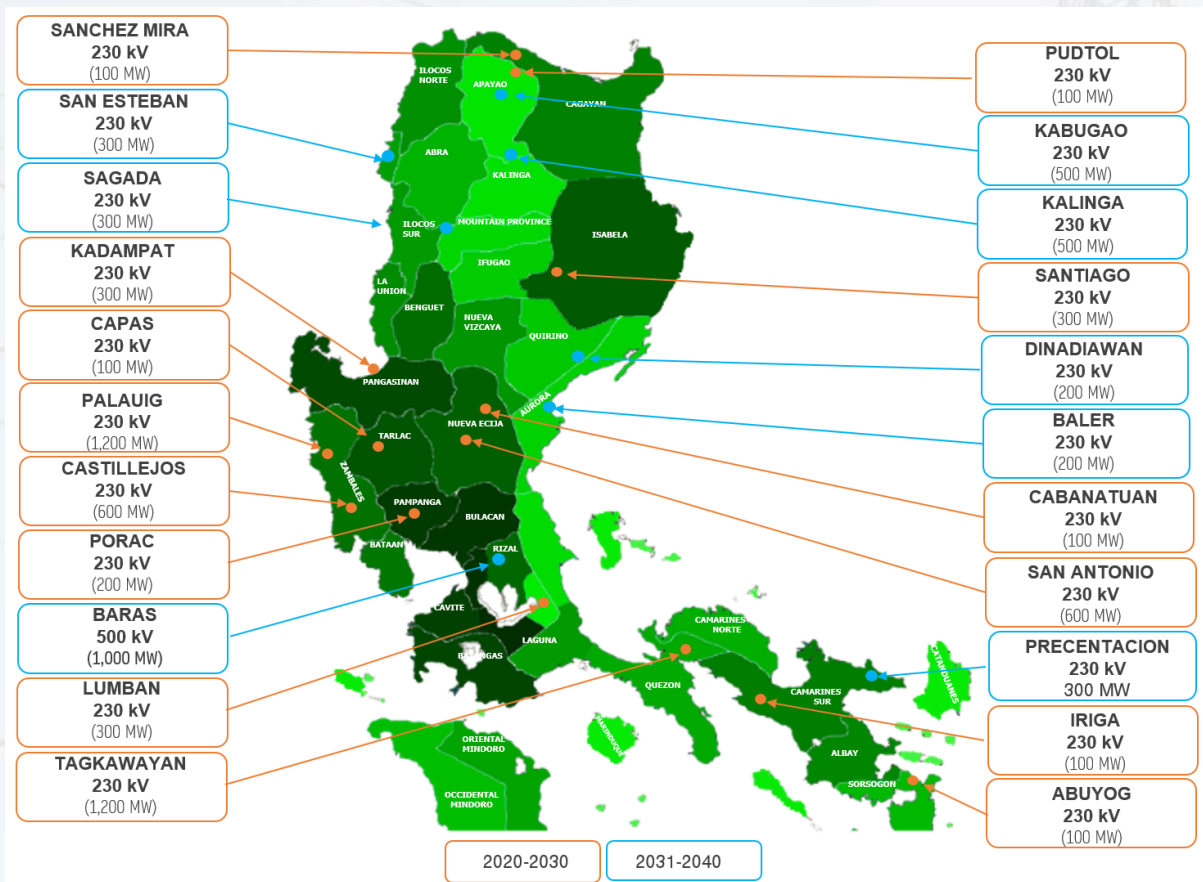 SANCHEZ MIRA
230 kV
(100 MW)
SAN ESTEBAN
230 kV
(300 MW)
SAGADA
230 kV
(300 MW)
KADAMPAT
230 kV
(300 MW)
CAPAS
230 kV
(100 MW)
PALAUIG
230 kV
(1,200 MW)
CASTILLEJOS
230 kV
(600 MW)
PORAC
230 kV
(200 MW)
BARAS
500 kV
(1,000 MW)
LUMBAN
230 kV
(300 MW)
TAGKAWAYAN
230 kV
(1,200 MW)
ILOCOS
NORTE
APAYAO
CAGAYAN
ABRA
KALINGA
MOUNTAIN PROVINCE
ILOCOS
SUR
ISABELA
IFUGAO
LA
UNION
BENGUET
NUEVA
VIZCAYA
QUIRINO
PANGASINAN
AURORA
NUEVA ECIJA
TARLAC
ZAMBALES
PAMPANGA
BULACAN
BATAAN
RIZAL
CAVITE
LAGUNA
BATANGAS
CAMARINES
NORTE
QUEZON
CAMARINES
SUR
CATANDUANES
MARINDUQUE
ORIENTAL
MINDORO
ALBAY
SORSOGON
OCCIDENTAL
MINDORO
PUDTOL
230 kV
(100 MW)
KABUGAO
230 kV
(500 MW)
KALINGA
230 kV
(500 MW)
SANTIAGO
230 kV
(300 MW)
DINADIAWAN
230 kV
(200 MW)
BALER
230 kV
(200 MW)
CABANATUAN
230 kV
(100 MW)
SAN ANTONIO
230 kV
(600 MW)
PRECENTACION
230 kV
300 MW
IRIGA
230 kV
(100 MW)
ABUYOG
230 kV
(100 MW)
2020-2030
2031-2040